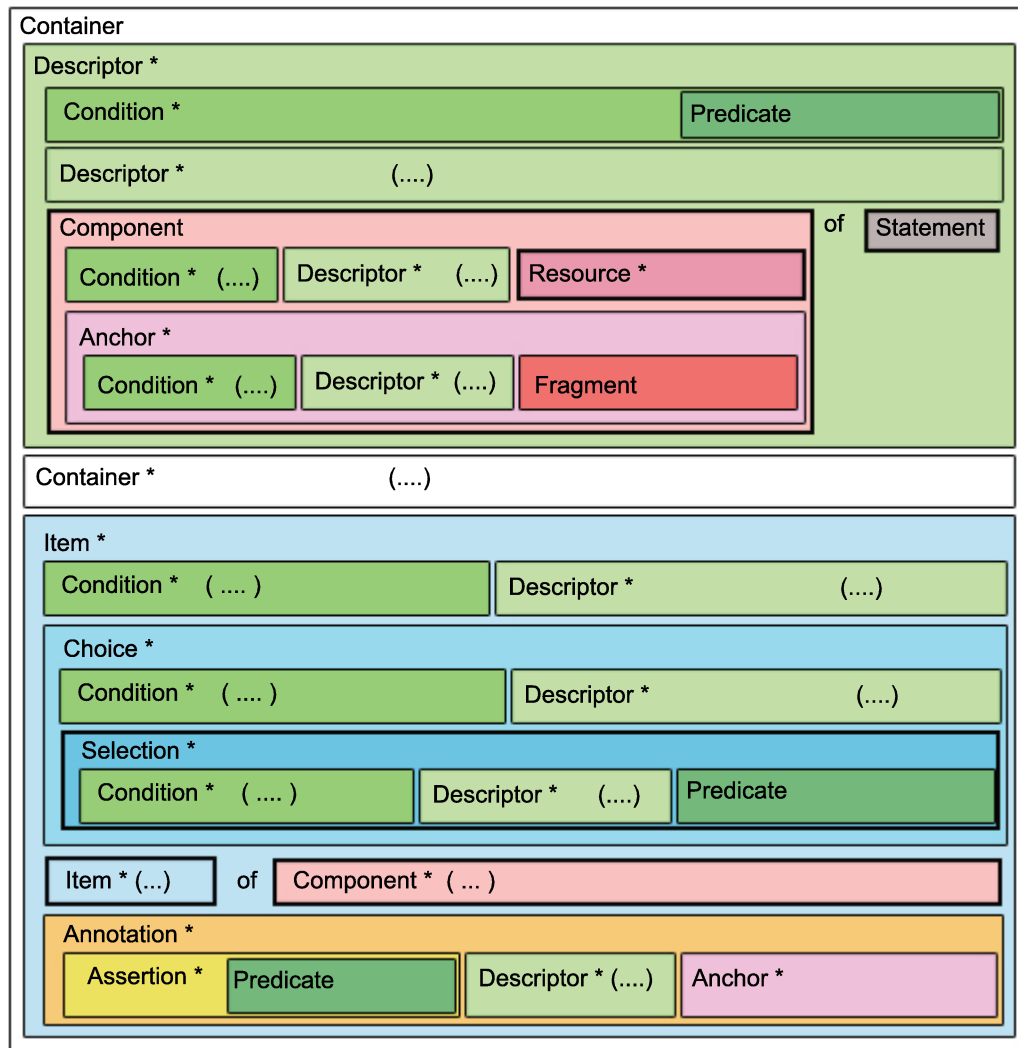 Container
Descriptor *
Condition * Predicate
Descriptor * (....)
Component of Statement
Condition * (....) Descriptor * (....) Resource *
Anchor *
Condition * (....) Descriptor * (....) Fragment
Container * (....)
Item *
Condition * ( .... ) Descriptor * (....)
Choice *
Condition * ( .... ) Descriptor * (....)
Selection *
Condition * ( .... ) Descriptor * (....) Predicate
Item * (...) of Component * ( ... )
Annotation *
Assertion * Predicate Descriptor * (....) Anchor *